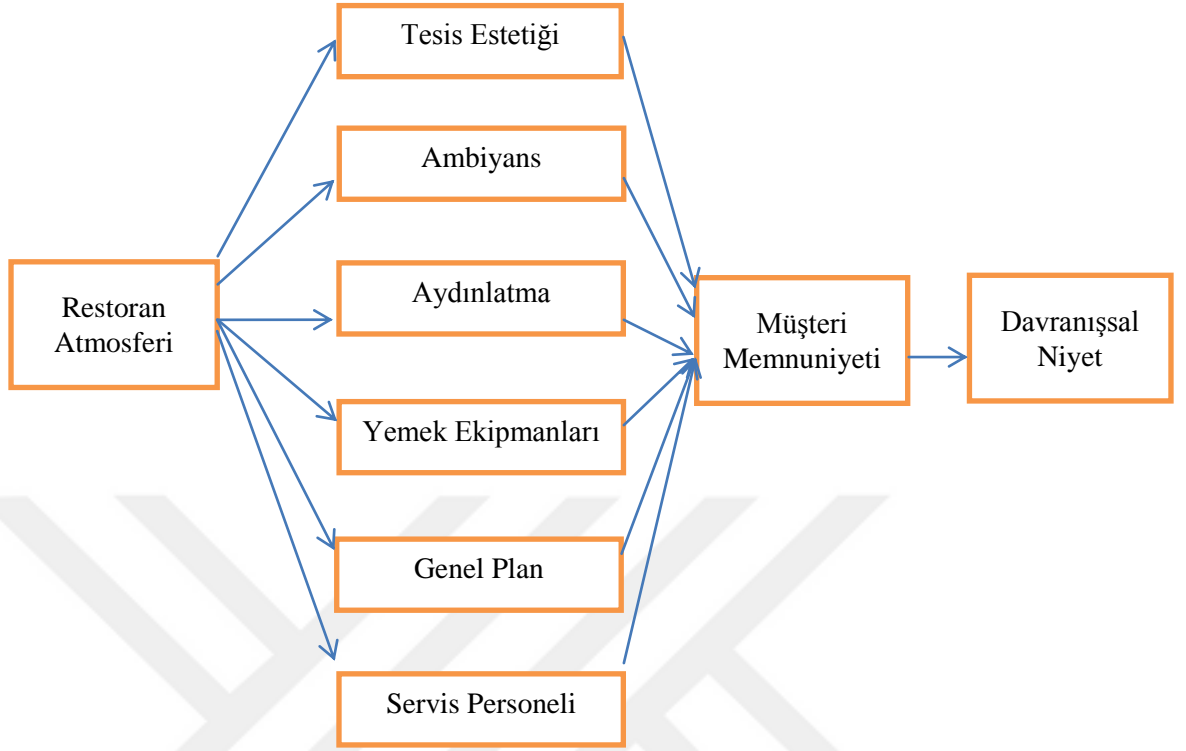 Tesis Estetiği
Ambiyans
Aydınlatma
Restoran
Atmosferi
Müşteri
Memnuniyeti
Davranışsal
Niyet
Yemek Ekipmanları
Genel Plan
Servis Personeli